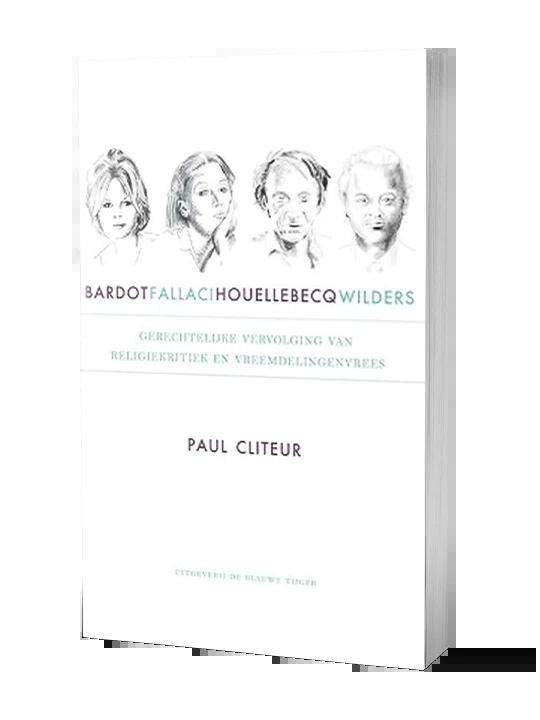 BARDOTFALLACIHOUELLEBECQWILDERS
GERECHTELIJKE VERVOLGING VAN
RELIGIEKRITIEK EN VREEMDELINGENVREES
PAUL CLITEUR
UITGEVERIJ DE BLAUWE TIJGER